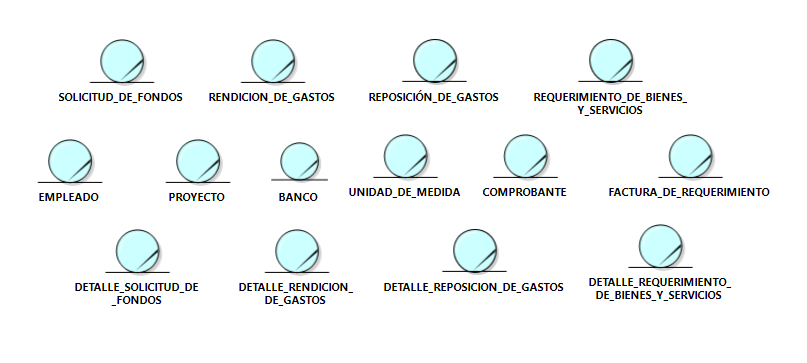 SOLICITUD_DE_FONDOS
RENDICION_DE_GASTOS
REPOSICIÓN_DE_GASTOS
REQUERIMIENTO_DE_BIENES_
Y_SERVICIOS
EMPLEADO
PROYECTO
BANCO
UNIDAD_DE_MEDIDA
COMPROBANTE
FACTURA_DE_REQUERIMIENTO
DETALLE_SOLICITUD_DE
_FONDOS
DETALLE_RENDICION_
DE_GASTOS
DETALLE_REPOSICION_DE_GASTOS
DETALLE_REQUERIMIENTO_
DE_BIENES_Y_SERVICIOS